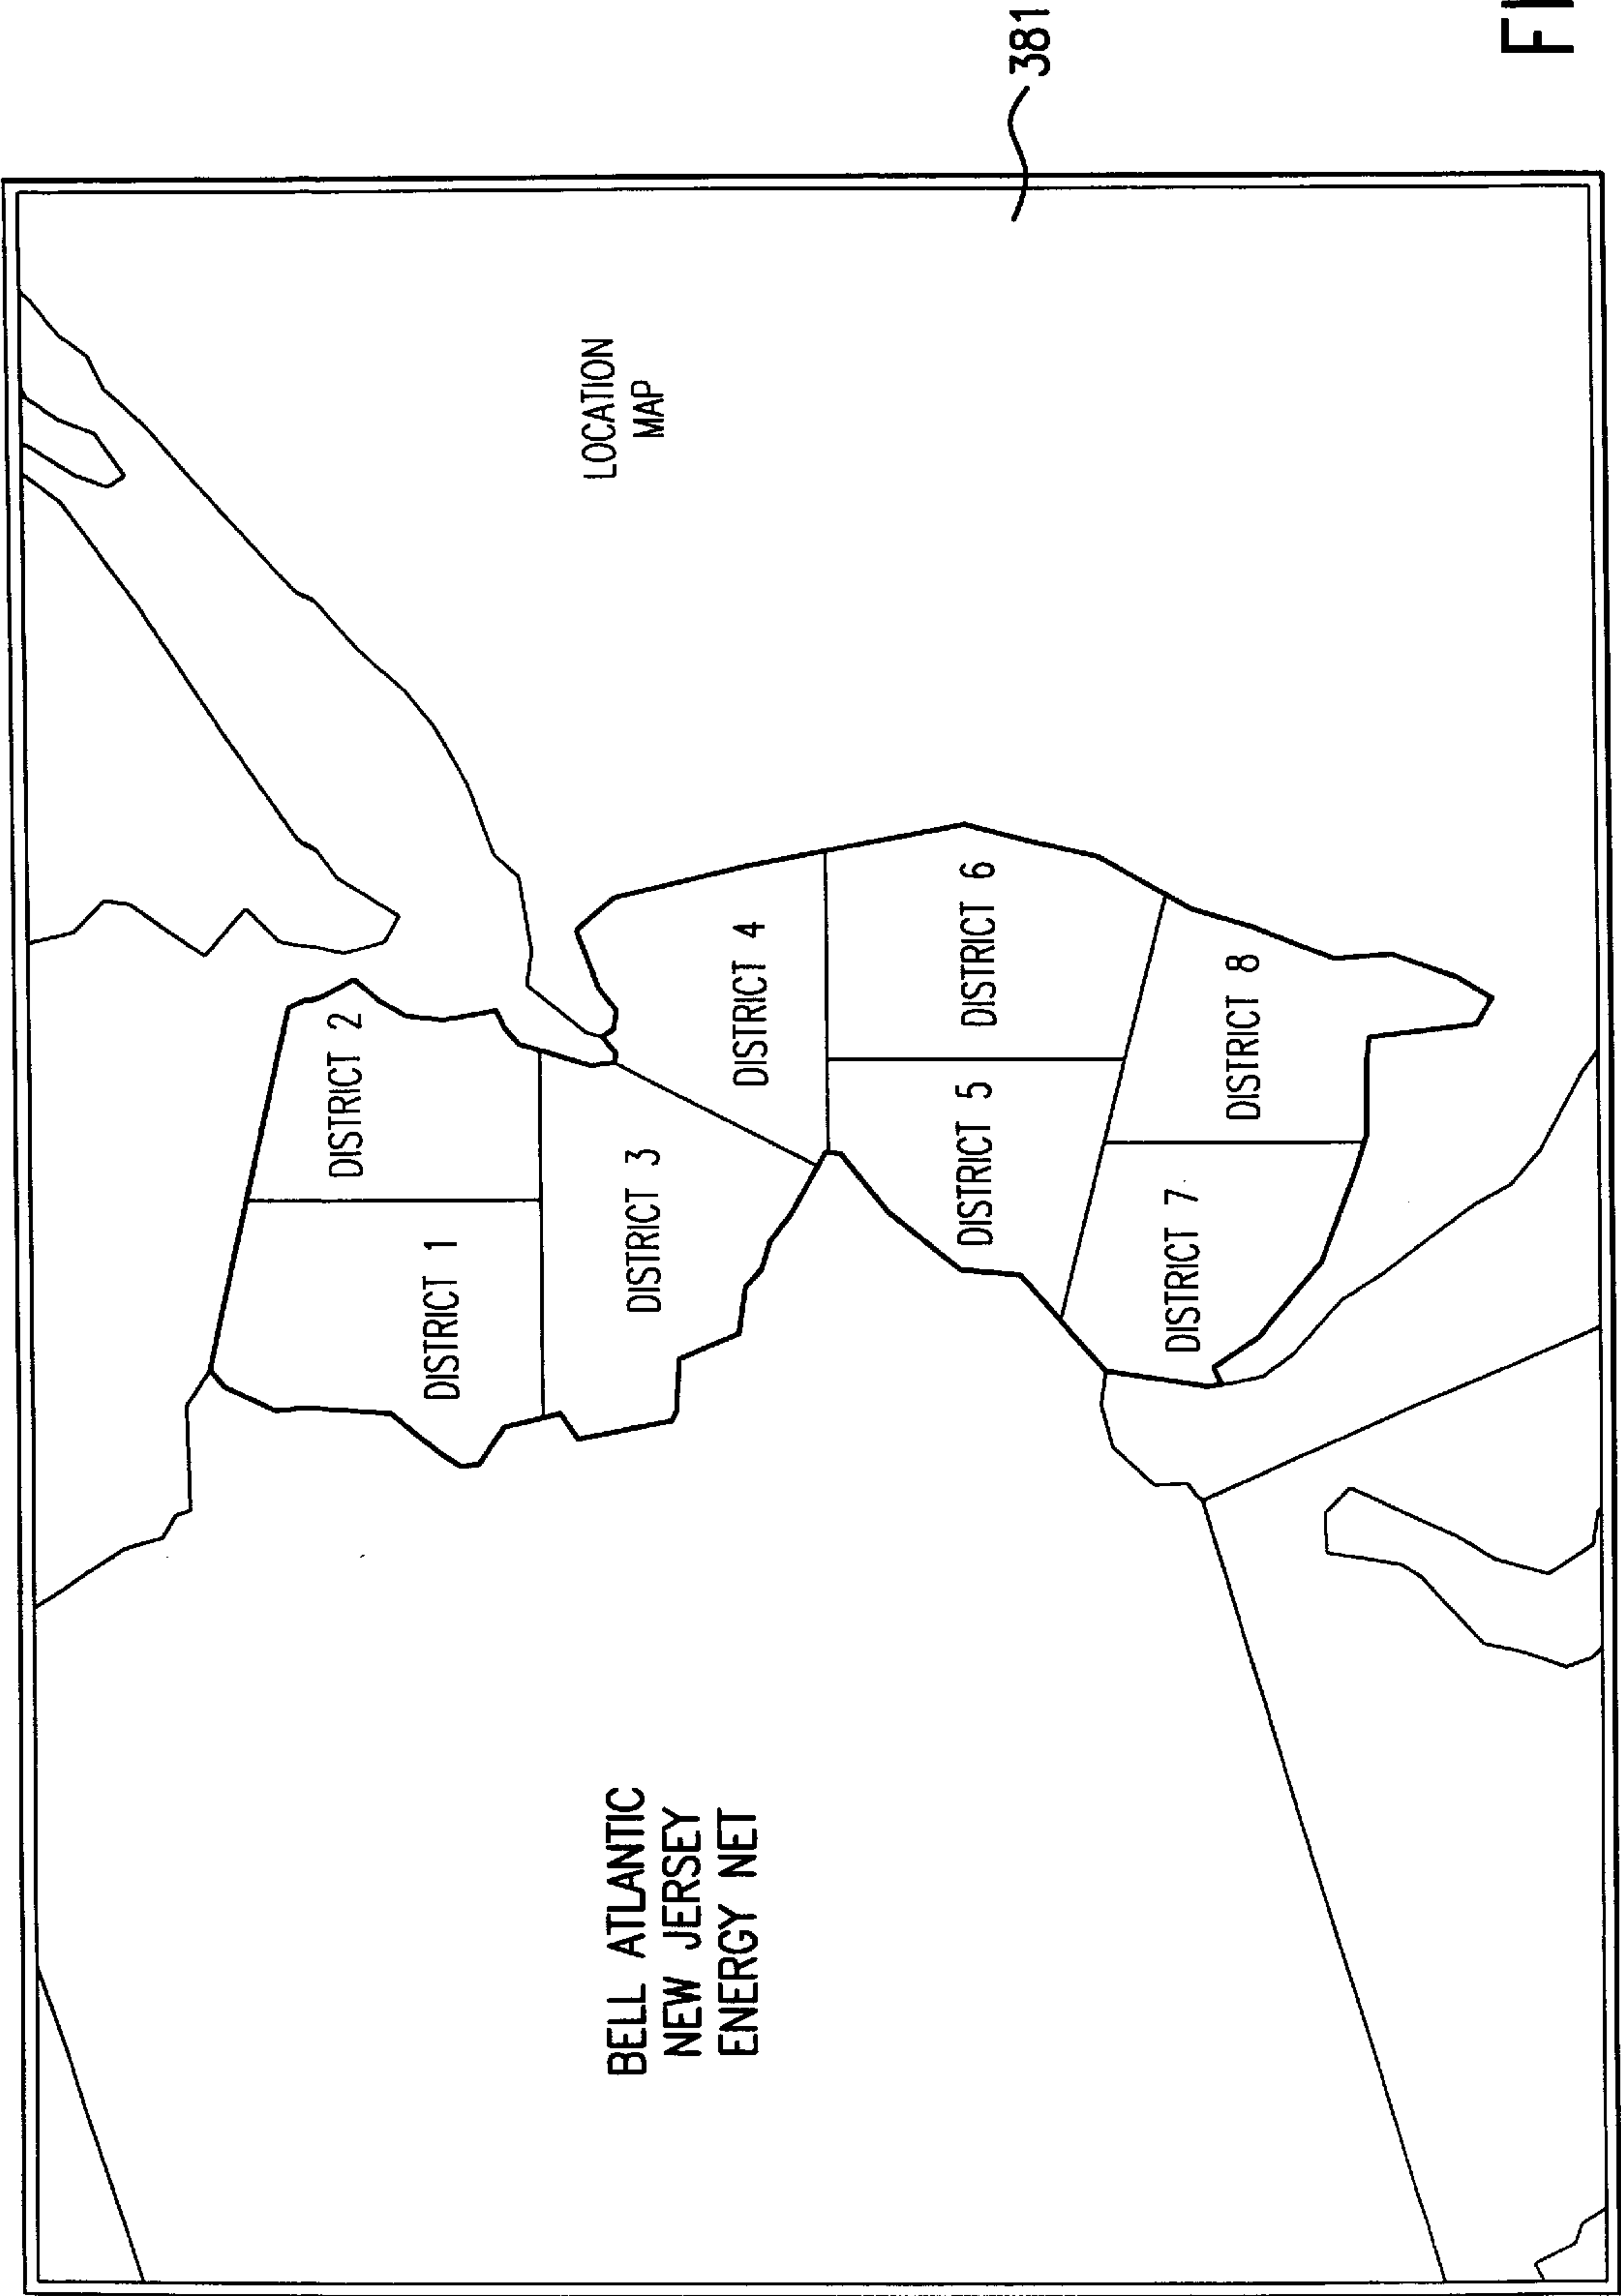 BELL ATLANTIC
NEW JERSEY
ENERGY NET
LOCATION
MAP
DISTRICT 1
DISTRICT 2
DISTRICT 3
DISTRICT 4
DISTRICT 5
DISTRICT 6
DISTRICT 7
DISTRICT 8
381